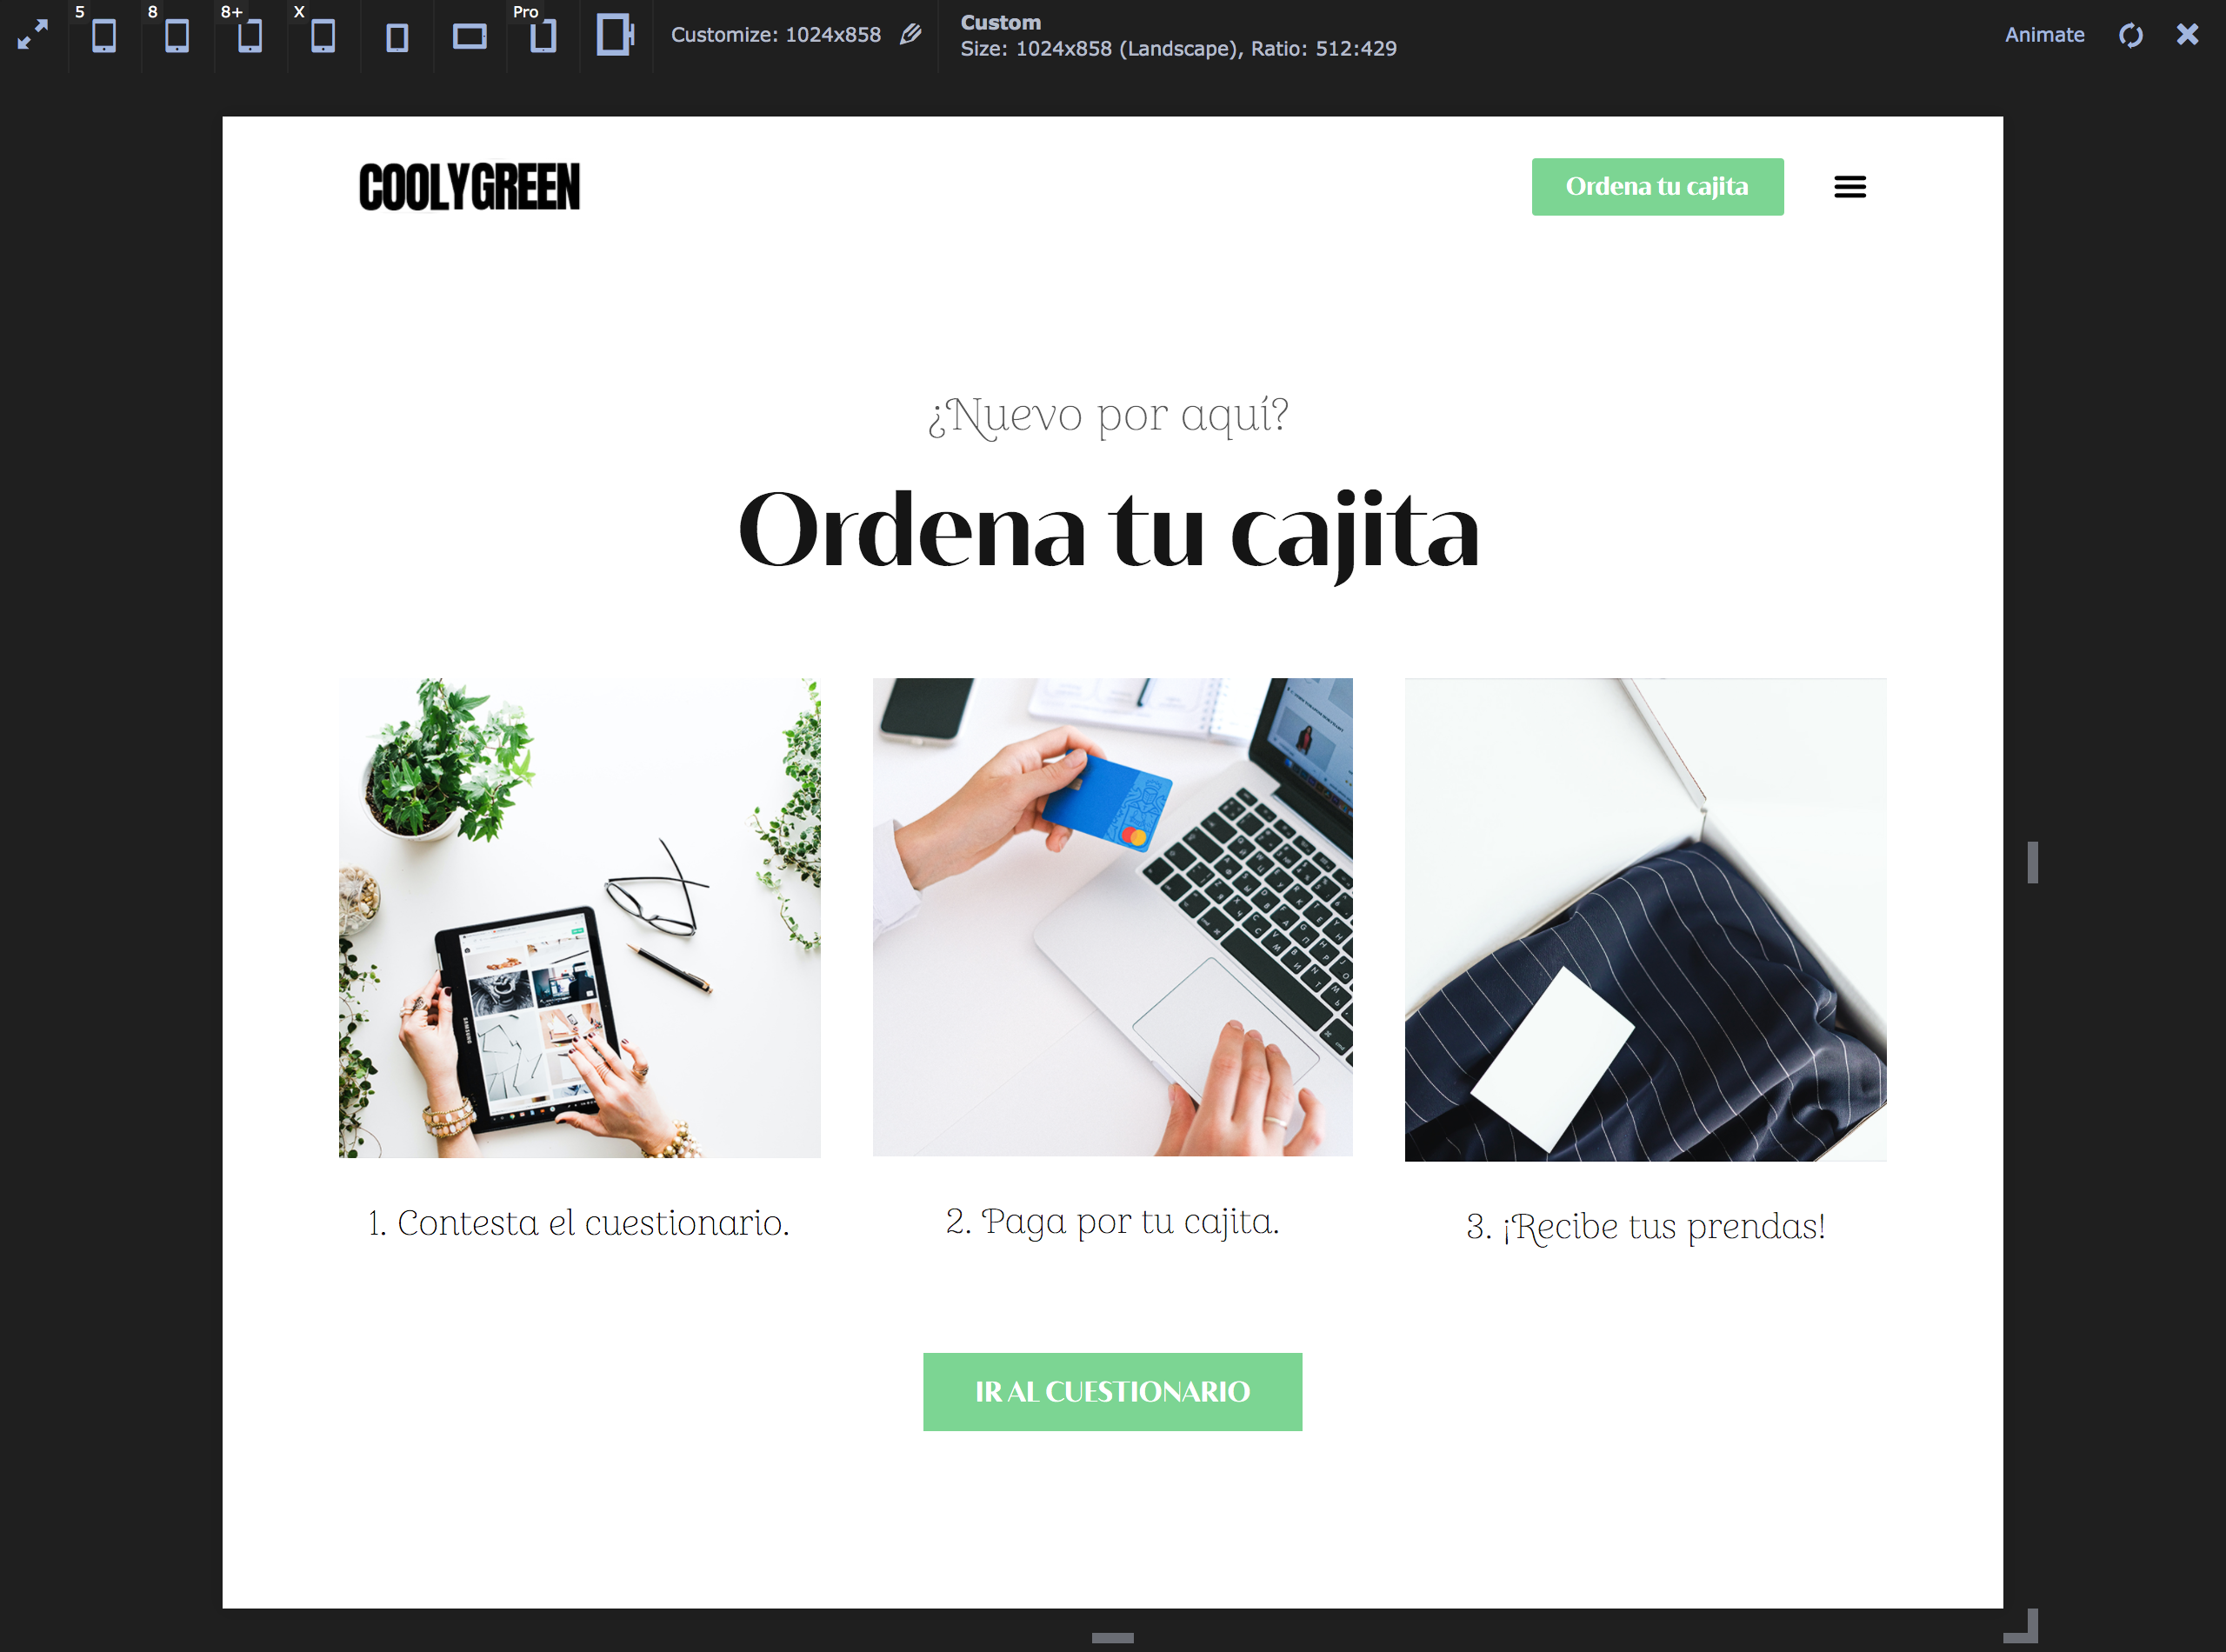 5
8
8+
X
Pro
Customize: 1024x858
Custom
Size: 1024x858 (Landscape), Ratio: 512:429
Animate
COOLYGREEN
Ordena tu cajita
¿Nuevo por aquí?
Ordena tu cajita
SAMSUNG
1. Contesta el cuestionario.
2. Paga por tu cajita.
3. ¡Recibe tus prendas!
IR AL CUESTIONARIO